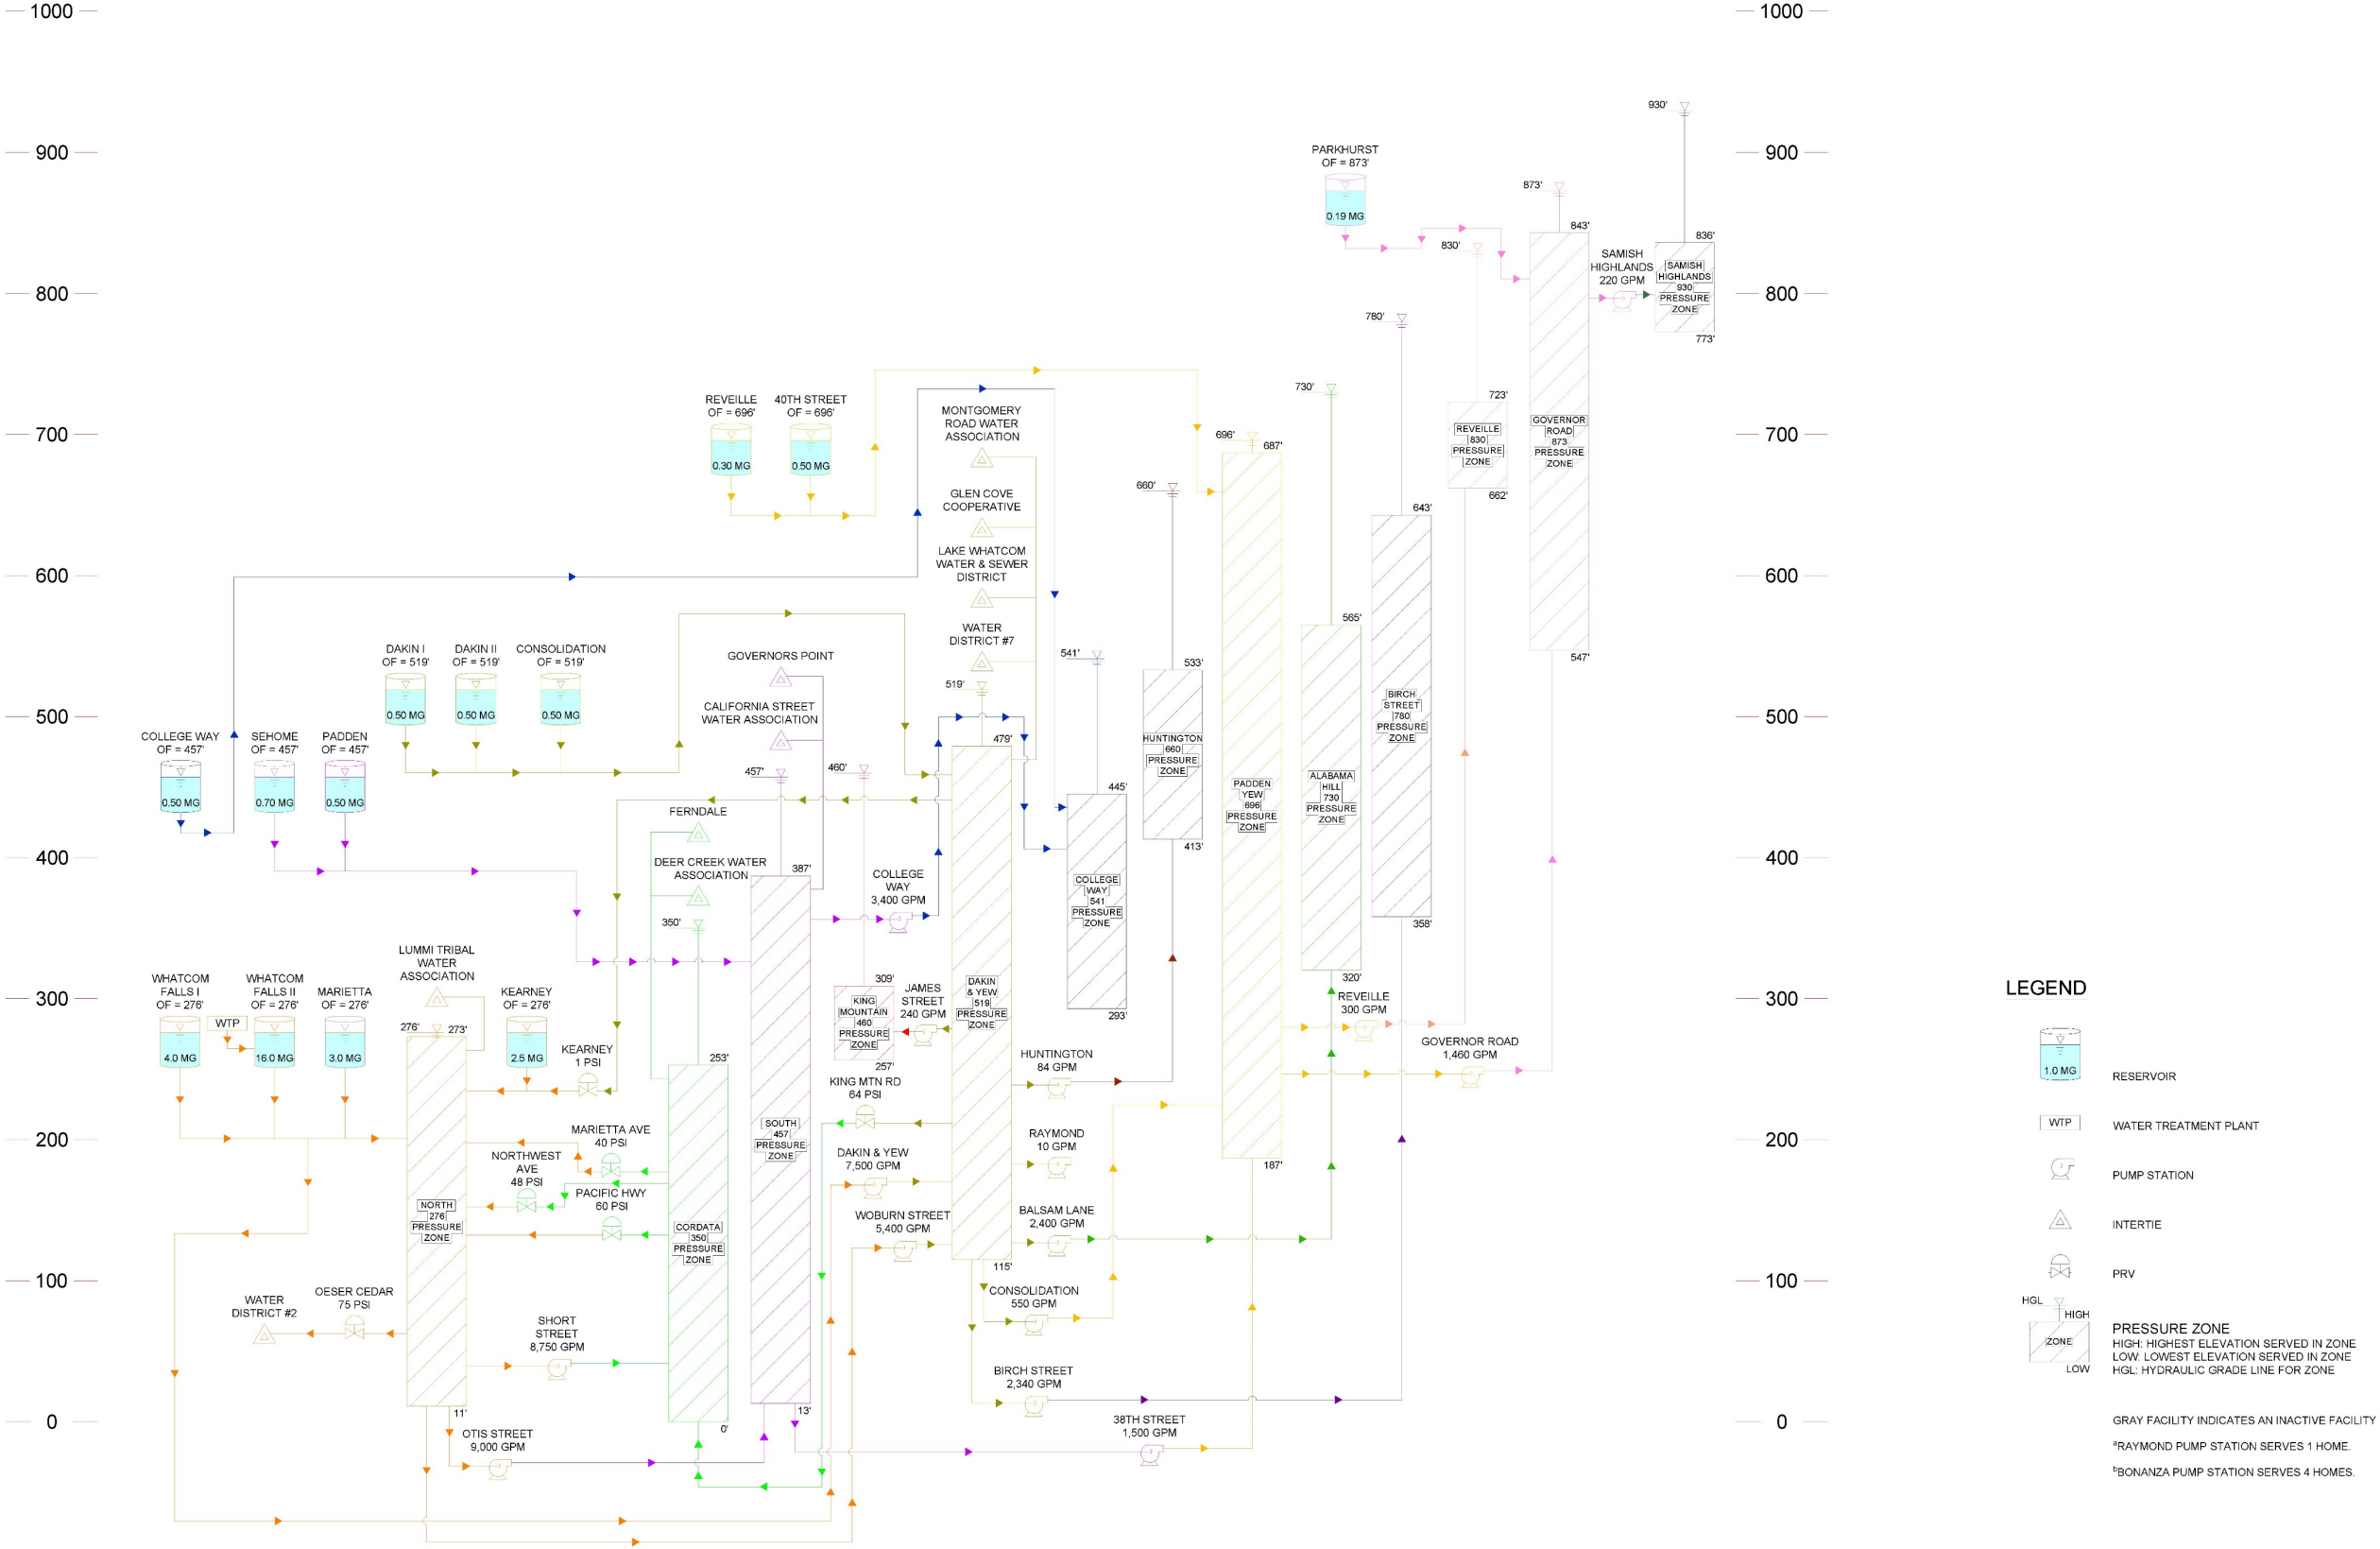 1000
1000
930'
PARKHURST
OF = 873'
900
900
873'
0.19 MG
843'
830'
836'
SAMISH
HIGHLANDS
220 GPM
SAMISH
HIGHLANDS
930
PRESSURE
ZONE
800
800
780'
773'
730'
723'
REVEILLE
OF = 696'
40TH STREET
OF = 696'
MONTGOMERY
ROAD WATER
ASSOCIATION
GOVERNOR
ROAD
873
PRESSURE
ZONE
REVEILLE
830
PRESSURE
ZONE
700
700
696'
687'
0.30 MG
0.50 MG
660'
662'
GLEN COVE
COOPERATIVE
643'
LAKE WHATCOM
WATER & SEWER
DISTRICT
600
600
565'
WATER
DISTRICT #7
DAKIN I
OF = 519'
DAKIN II
OF = 519'
CONSOLIDATION
OF = 519'
GOVERNORS POINT
541'
533'
547'
519'
0.50 MG
0.50 MG
0.50 MG
CALIFORNIA STREET
WATER ASSOCIATION
BIRCH
STREET
780
PRESSURE
ZONE
500
500
COLLEGE WAY
OF = 457'
SEHOME
OF = 457'
PADDEN
OF = 457'
479'
HUNTINGTON
660
PRESSURE
ZONE
457'
460'
0.50 MG
0.70 MG
0.50 MG
445'
PADDEN
YEW
696
PRESSURE
ZONE
ALABAMA
HILL
730
PRESSURE
ZONE
FERNDALE
413'
400
400
DEER CREEK WATER
ASSOCIATION
387'
COLLEGE
WAY
3,400 GPM
COLLEGE
WAY
541
PRESSURE
ZONE
350'
358'
LUMMI TRIBAL
WATER
ASSOCIATION
320'
WHATCOM
FALLS I
OF = 276'
WHATCOM
FALLS II
OF = 276'
MARIETTA
OF = 276'
KEARNEY
OF = 276'
309'
JAMES
STREET
240 GPM
DAKIN
& YEW
519
PRESSURE
ZONE
KING
MOUNTAIN
460
PRESSURE
ZONE
300
300
293'
REVEILLE
300 GPM
WTP
276'
273'
4.0 MG
16.0 MG
3.0 MG
2.5 MG
KEARNEY
1 PSI
253'
257'
HUNTINGTON
84 GPM
GOVERNOR ROAD
1,460 GPM
KING MTN RD
64 PSI
SOUTH
457
PRESSURE
ZONE
200
200
MARIETTA AVE
40 PSI
RAYMOND
10 GPM
NORTHWEST
AVE
48 PSI
DAKIN & YEW
7,500 GPM
187'
PACIFIC HWY
60 PSI
NORTH
276
PRESSURE
ZONE
WOBURN STREET
5,400 GPM
BALSAM LANE
2,400 GPM
CORDATA
350
PRESSURE
ZONE
115'
100
100
WATER
DISTRICT #2
OESER CEDAR
75 PSI
CONSOLIDATION
550 GPM
SHORT
STREET
8,750 GPM
BIRCH STREET
2,340 GPM
11'
13'
0
0
0'
OTIS STREET
9,000 GPM
38TH STREET
1,500 GPM
LEGEND
1.0 MG
RESERVOIR
WTP
WATER TREATMENT PLANT
PUMP STATION
INTERTIE
PRV
HGL
HIGH
ZONE
LOW
PRESSURE ZONE
HIGH: HIGHEST ELEVATION SERVED IN ZONE
LOW: LOWEST ELEVATION SERVED IN ZONE
HGL: HYDRAULIC GRADE LINE FOR ZONE
GRAY FACILITY INDICATES AN INACTIVE FACILITY
ᵃRAYMOND PUMP STATION SERVES 1 HOME.
ᵇBONANZA PUMP STATION SERVES 4 HOMES.